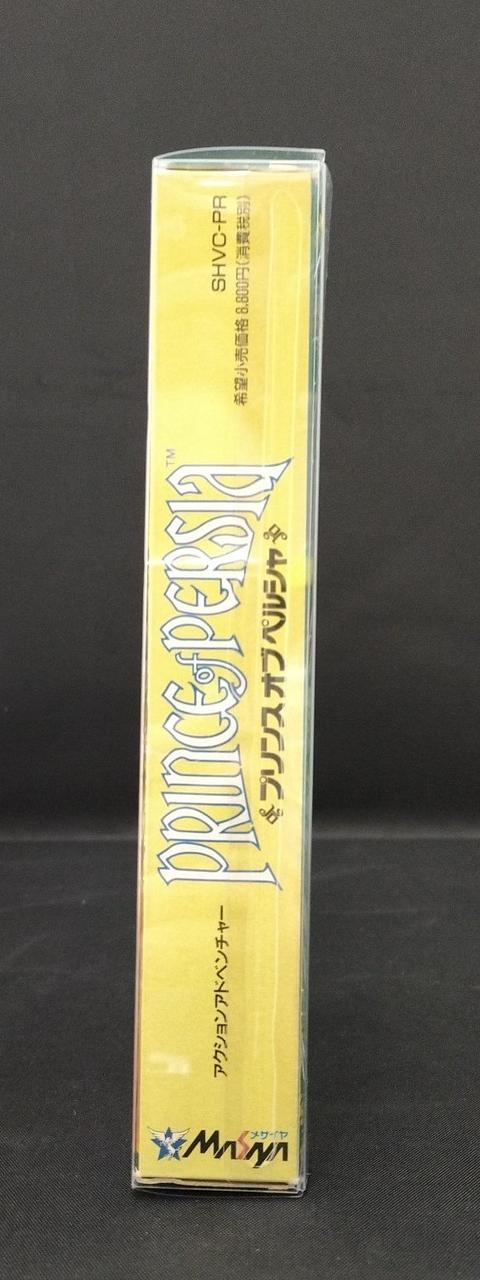 メサイヤ
MASAYA
アクションアドベンチャー
PRINCE of PERSIA™
プリンス オブ ペルシャ
SHVC-PR
希望小売価格 8,800円(消費税別)